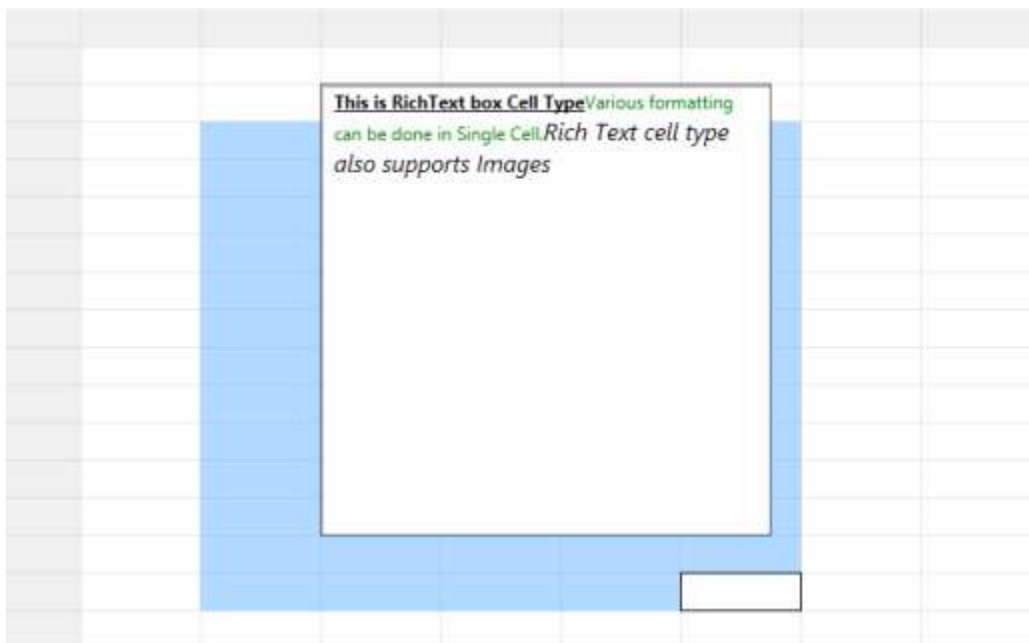 This is RichText box Cell TypeVarious formatting
can be done in Single Cell.Rich Text cell type
also supports Images